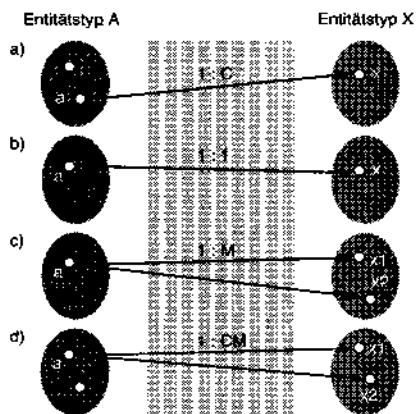 Entitätstyp A Entitätstyp X
a)
a 1 : C x
b)
a 1 : 1 x
c)
a 1 : M x1
x2
d)
a 1 : CM x1
x2